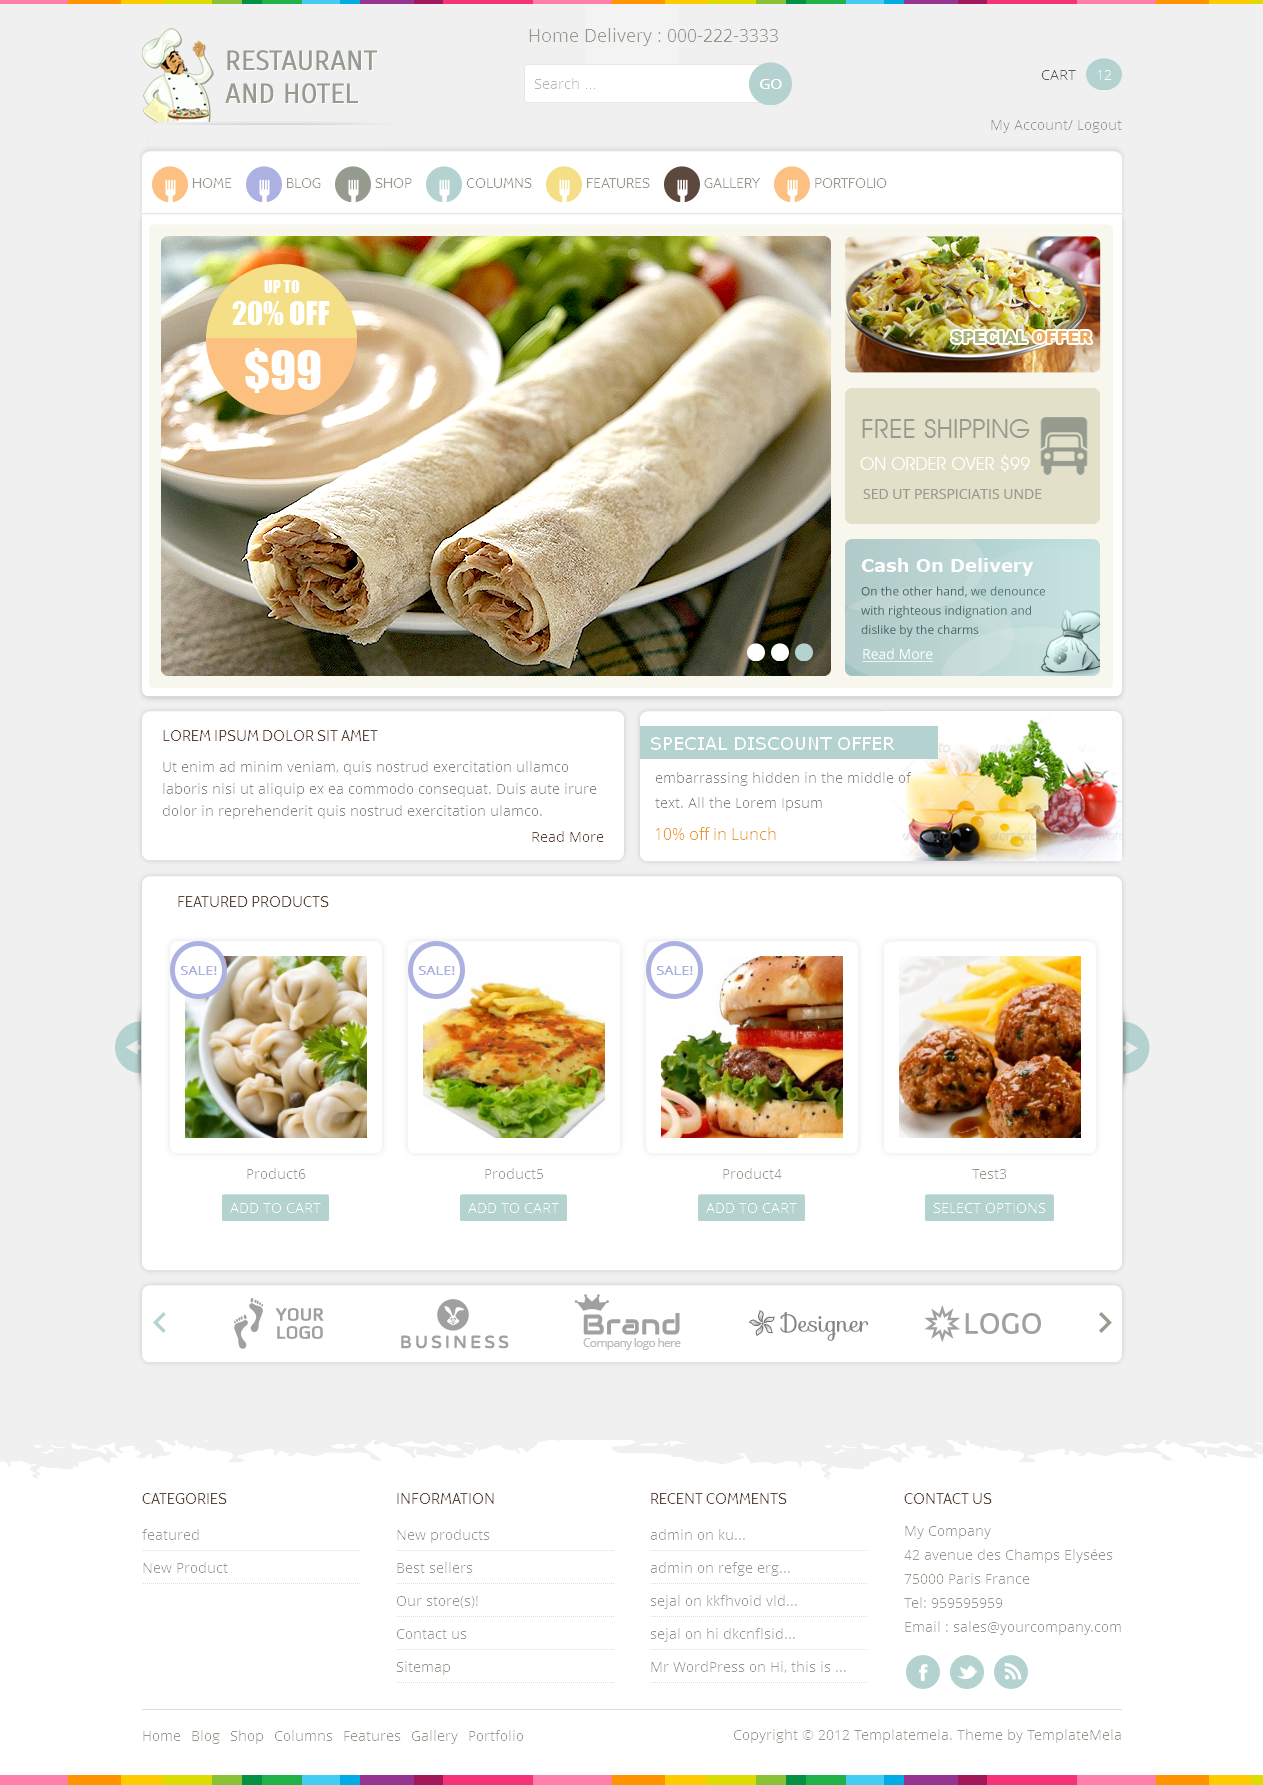 Home Delivery : 000-222-3333
RESTAURANT
AND HOTEL
Search ...
GO
CART 12
My Account/ Logout
HOME BLOG SHOP COLUMNS FEATURES GALLERY PORTFOLIO
UP TO
20% OFF
$99
SPECIAL OFFER
FREE SHIPPING
ON ORDER OVER $99
SED UT PERSPICIATIS UNDE
Cash On Delivery
On the other hand, we denounce
with righteous indignation and
dislike by the charms
Read More
LOREM IPSUM DOLOR SIT AMET
Ut enim ad minim veniam, quis nostrud exercitation ullamco
laboris nisi ut aliquip ex ea commodo consequat. Duis aute irure
dolor in reprehenderit quis nostrud exercitation ulamco.
Read More
SPECIAL DISCOUNT OFFER
embarrassing hidden in the middle of
text. All the Lorem Ipsum
10% off in Lunch
FEATURED PRODUCTS
SALE! SALE! SALE!
Product6 Product5 Product4 Test3
ADD TO CART ADD TO CART ADD TO CART SELECT OPTIONS
YOUR
LOGO
BUSINESS
Brand
Company logo here
Designer
LOGO
CATEGORIES
featured
New Product
INFORMATION
New products
Best sellers
Our store(s)!
Contact us
Sitemap
RECENT COMMENTS
admin on ku...
admin on refge erg...
sejal on kkfhvoid vld...
sejal on hi dkcnflsid...
Mr WordPress on Hi, this is ...
CONTACT US
My Company
42 avenue des Champs Elysées
75000 Paris France
Tel: 959595959
Email : sales@yourcompany.com
Home Blog Shop Columns Features Gallery Portfolio
Copyright © 2012 Templatemela. Theme by TemplateMela